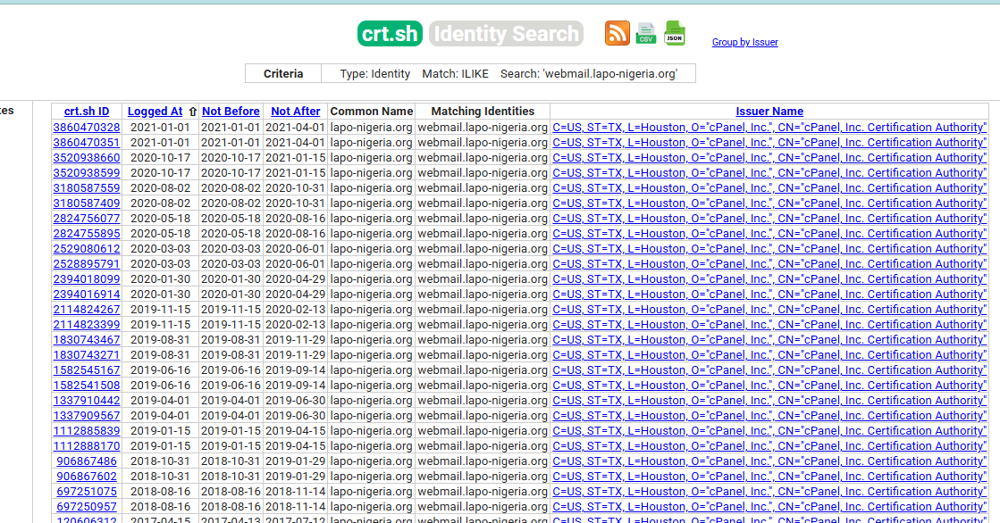 crt.sh Identity Search CSV JSON Group by Issuer
Criteria Type: Identity Match: ILIKE Search: 'webmail.lapo-nigeria.org'
es
crt.sh ID Logged At ⇧ Not Before Not After Common Name Matching Identities Issuer Name
3860470328 2021-01-01 2021-01-01 2021-04-01 lapo-nigeria.org webmail.lapo-nigeria.org C=US, ST=TX, L=Houston, O="cPanel, Inc.", CN="cPanel, Inc. Certification Authority"
3860470351 2021-01-01 2021-01-01 2021-04-01 lapo-nigeria.org webmail.lapo-nigeria.org C=US, ST=TX, L=Houston, O="cPanel, Inc.", CN="cPanel, Inc. Certification Authority"
3520938660 2020-10-17 2020-10-17 2021-01-15 lapo-nigeria.org webmail.lapo-nigeria.org C=US, ST=TX, L=Houston, O="cPanel, Inc.", CN="cPanel, Inc. Certification Authority"
3520938599 2020-10-17 2020-10-17 2021-01-15 lapo-nigeria.org webmail.lapo-nigeria.org C=US, ST=TX, L=Houston, O="cPanel, Inc.", CN="cPanel, Inc. Certification Authority"
3180587559 2020-08-02 2020-08-02 2020-10-31 lapo-nigeria.org webmail.lapo-nigeria.org C=US, ST=TX, L=Houston, O="cPanel, Inc.", CN="cPanel, Inc. Certification Authority"
3180587409 2020-08-02 2020-08-02 2020-10-31 lapo-nigeria.org webmail.lapo-nigeria.org C=US, ST=TX, L=Houston, O="cPanel, Inc.", CN="cPanel, Inc. Certification Authority"
2824756077 2020-05-18 2020-05-18 2020-08-16 lapo-nigeria.org webmail.lapo-nigeria.org C=US, ST=TX, L=Houston, O="cPanel, Inc.", CN="cPanel, Inc. Certification Authority"
2824755895 2020-05-18 2020-05-18 2020-08-16 lapo-nigeria.org webmail.lapo-nigeria.org C=US, ST=TX, L=Houston, O="cPanel, Inc.", CN="cPanel, Inc. Certification Authority"
2529080612 2020-03-03 2020-03-03 2020-06-01 lapo-nigeria.org webmail.lapo-nigeria.org C=US, ST=TX, L=Houston, O="cPanel, Inc.", CN="cPanel, Inc. Certification Authority"
2528895791 2020-03-03 2020-03-03 2020-06-01 lapo-nigeria.org webmail.lapo-nigeria.org C=US, ST=TX, L=Houston, O="cPanel, Inc.", CN="cPanel, Inc. Certification Authority"
2394018099 2020-01-30 2020-01-30 2020-04-29 lapo-nigeria.org webmail.lapo-nigeria.org C=US, ST=TX, L=Houston, O="cPanel, Inc.", CN="cPanel, Inc. Certification Authority"
2394016914 2020-01-30 2020-01-30 2020-04-29 lapo-nigeria.org webmail.lapo-nigeria.org C=US, ST=TX, L=Houston, O="cPanel, Inc.", CN="cPanel, Inc. Certification Authority"
2114824267 2019-11-15 2019-11-15 2020-02-13 lapo-nigeria.org webmail.lapo-nigeria.org C=US, ST=TX, L=Houston, O="cPanel, Inc.", CN="cPanel, Inc. Certification Authority"
2114823399 2019-11-15 2019-11-15 2020-02-13 lapo-nigeria.org webmail.lapo-nigeria.org C=US, ST=TX, L=Houston, O="cPanel, Inc.", CN="cPanel, Inc. Certification Authority"
1830743467 2019-08-31 2019-08-31 2019-11-29 lapo-nigeria.org webmail.lapo-nigeria.org C=US, ST=TX, L=Houston, O="cPanel, Inc.", CN="cPanel, Inc. Certification Authority"
1830743271 2019-08-31 2019-08-31 2019-11-29 lapo-nigeria.org webmail.lapo-nigeria.org C=US, ST=TX, L=Houston, O="cPanel, Inc.", CN="cPanel, Inc. Certification Authority"
1582545167 2019-06-16 2019-06-16 2019-09-14 lapo-nigeria.org webmail.lapo-nigeria.org C=US, ST=TX, L=Houston, O="cPanel, Inc.", CN="cPanel, Inc. Certification Authority"
1582541508 2019-06-16 2019-06-16 2019-09-14 lapo-nigeria.org webmail.lapo-nigeria.org C=US, ST=TX, L=Houston, O="cPanel, Inc.", CN="cPanel, Inc. Certification Authority"
1337910442 2019-04-01 2019-04-01 2019-06-30 lapo-nigeria.org webmail.lapo-nigeria.org C=US, ST=TX, L=Houston, O="cPanel, Inc.", CN="cPanel, Inc. Certification Authority"
1337909567 2019-04-01 2019-04-01 2019-06-30 lapo-nigeria.org webmail.lapo-nigeria.org C=US, ST=TX, L=Houston, O="cPanel, Inc.", CN="cPanel, Inc. Certification Authority"
1112885839 2019-01-15 2019-01-15 2019-04-15 lapo-nigeria.org webmail.lapo-nigeria.org C=US, ST=TX, L=Houston, O="cPanel, Inc.", CN="cPanel, Inc. Certification Authority"
1112888170 2019-01-15 2019-01-15 2019-04-15 lapo-nigeria.org webmail.lapo-nigeria.org C=US, ST=TX, L=Houston, O="cPanel, Inc.", CN="cPanel, Inc. Certification Authority"
906867486 2018-10-31 2018-10-31 2019-01-29 lapo-nigeria.org webmail.lapo-nigeria.org C=US, ST=TX, L=Houston, O="cPanel, Inc.", CN="cPanel, Inc. Certification Authority"
906867602 2018-10-31 2018-10-31 2019-01-29 lapo-nigeria.org webmail.lapo-nigeria.org C=US, ST=TX, L=Houston, O="cPanel, Inc.", CN="cPanel, Inc. Certification Authority"
697251075 2018-08-16 2018-08-16 2018-11-14 lapo-nigeria.org webmail.lapo-nigeria.org C=US, ST=TX, L=Houston, O="cPanel, Inc.", CN="cPanel, Inc. Certification Authority"
697250957 2018-08-16 2018-08-16 2018-11-14 lapo-nigeria.org webmail.lapo-nigeria.org C=US, ST=TX, L=Houston, O="cPanel, Inc.", CN="cPanel, Inc. Certification Authority"
120606312 2017-04-15 2017-04-13 2017-07-12 lapo-nigeria.org webmail.lapo-nigeria.org C=US, ST=TX, L=Houston, O="cPanel, Inc.", CN="cPanel, Inc. Certification Authority"